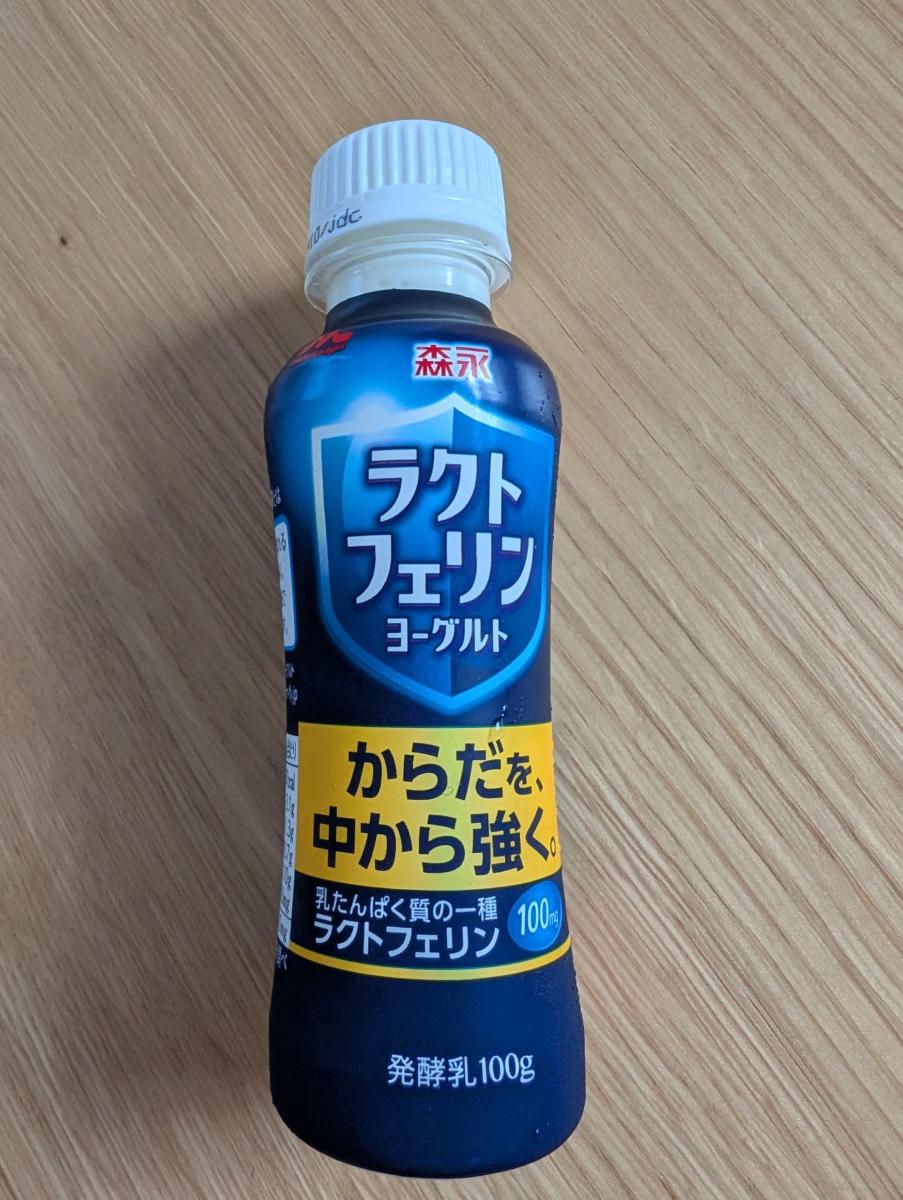 10/jdc
森永
ラクト
フェリン
ヨーグルト
からだを、
中から強く。
乳たんぱく質の一種
ラクトフェリン
100mg
発酵乳100g